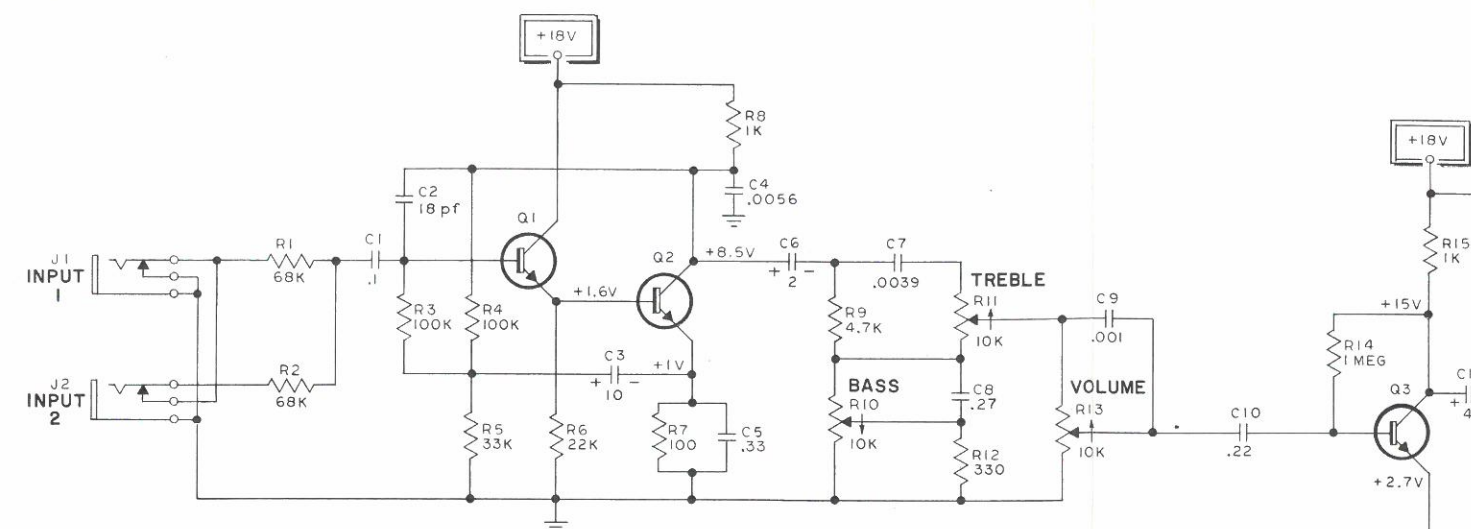 +18V
R8
1K
+18V
C2
18pf
C4
.0056
Q1
J1
INPUT
1
R1
68K
C1
.1
Q2
+8.5V
C6
+ 2 -
C7
.0039
TREBLE
R15
1K
+1.6V
R3
100K
R4
100K
R9
4.7K
R11
10K
C9
.001
+15V
R14
1 MEG
J2
INPUT
2
R2
68K
C3
+ 10 -
+1V
BASS
R10
10K
C8
.27
VOLUME
R13
10K
C10
.22
Q3
+
R5
33K
R6
22K
R7
100
C5
.33
R12
330
+2.7V